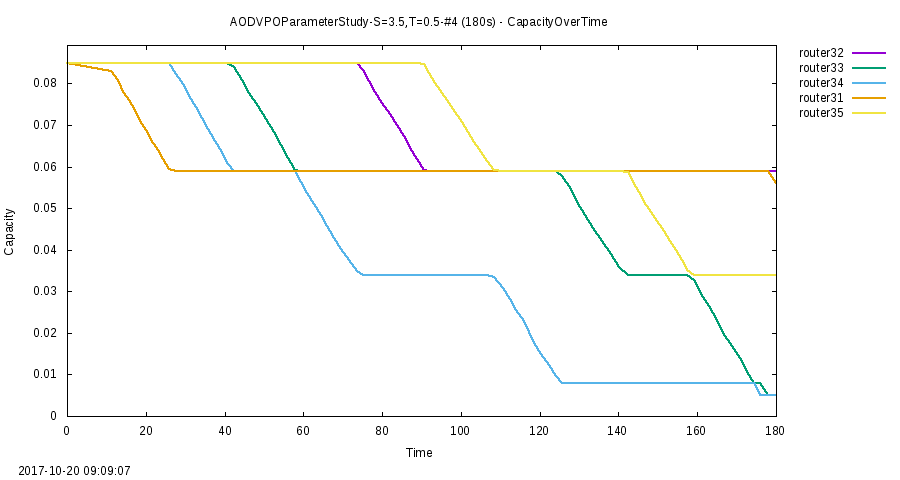 AODVPOParameterStudy-S=3.5,T=0.5-#4 (180s) - CapacityOverTime
router32
router33
router34
router31
router35
Capacity
0.08
0.07
0.06
0.05
0.04
0.03
0.02
0.01
0
0 20 40 60 80 100 120 140 160 180
Time
2017-10-20 09:09:07